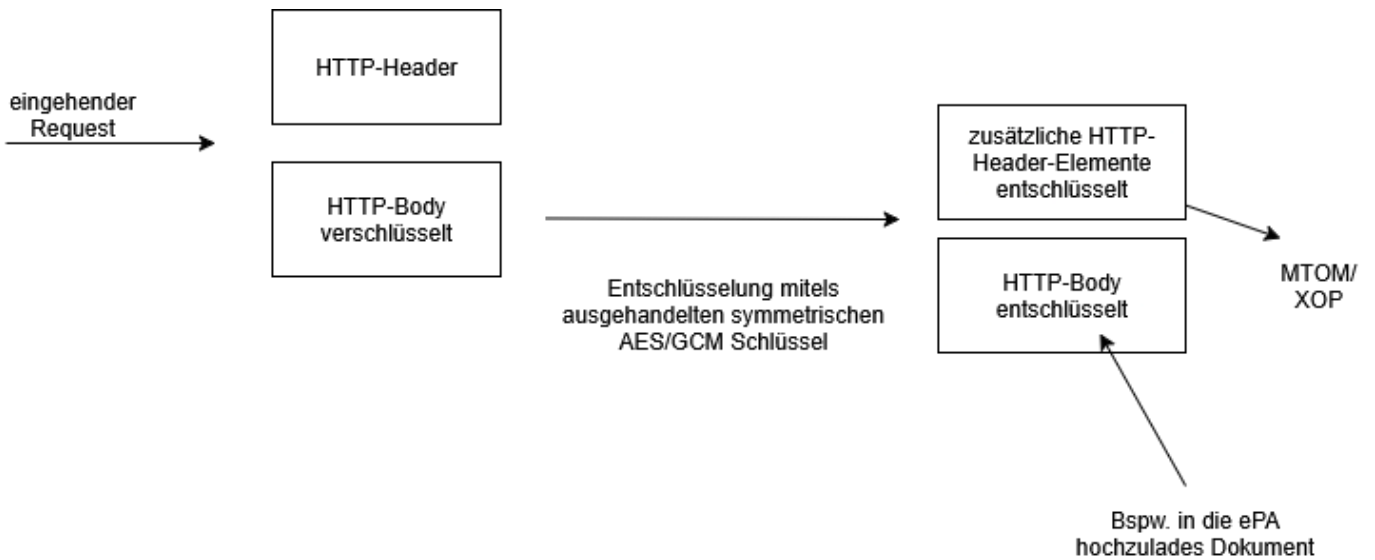 HTTP-Header
eingehender
Request
HTTP-Body
verschlüsselt
Entschlüsselung mitels
ausgehandelten symmetrischen
AES/GCM Schlüssel
zusätzliche HTTP-
Header-Elemente
entschlüsselt
HTTP-Body
entschlüsselt
MTOM/
XOP
Bspw. in die ePA
hochzulades Dokument